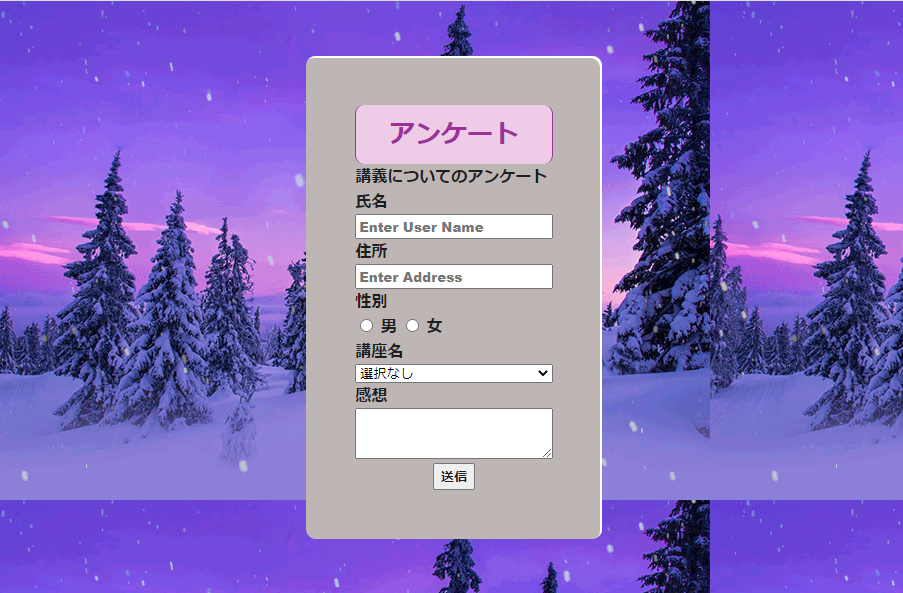 アンケート
講義についてのアンケート
氏名
Enter User Name
住所
Enter Address
性別
男 女
講座名
選択なし
感想
送信